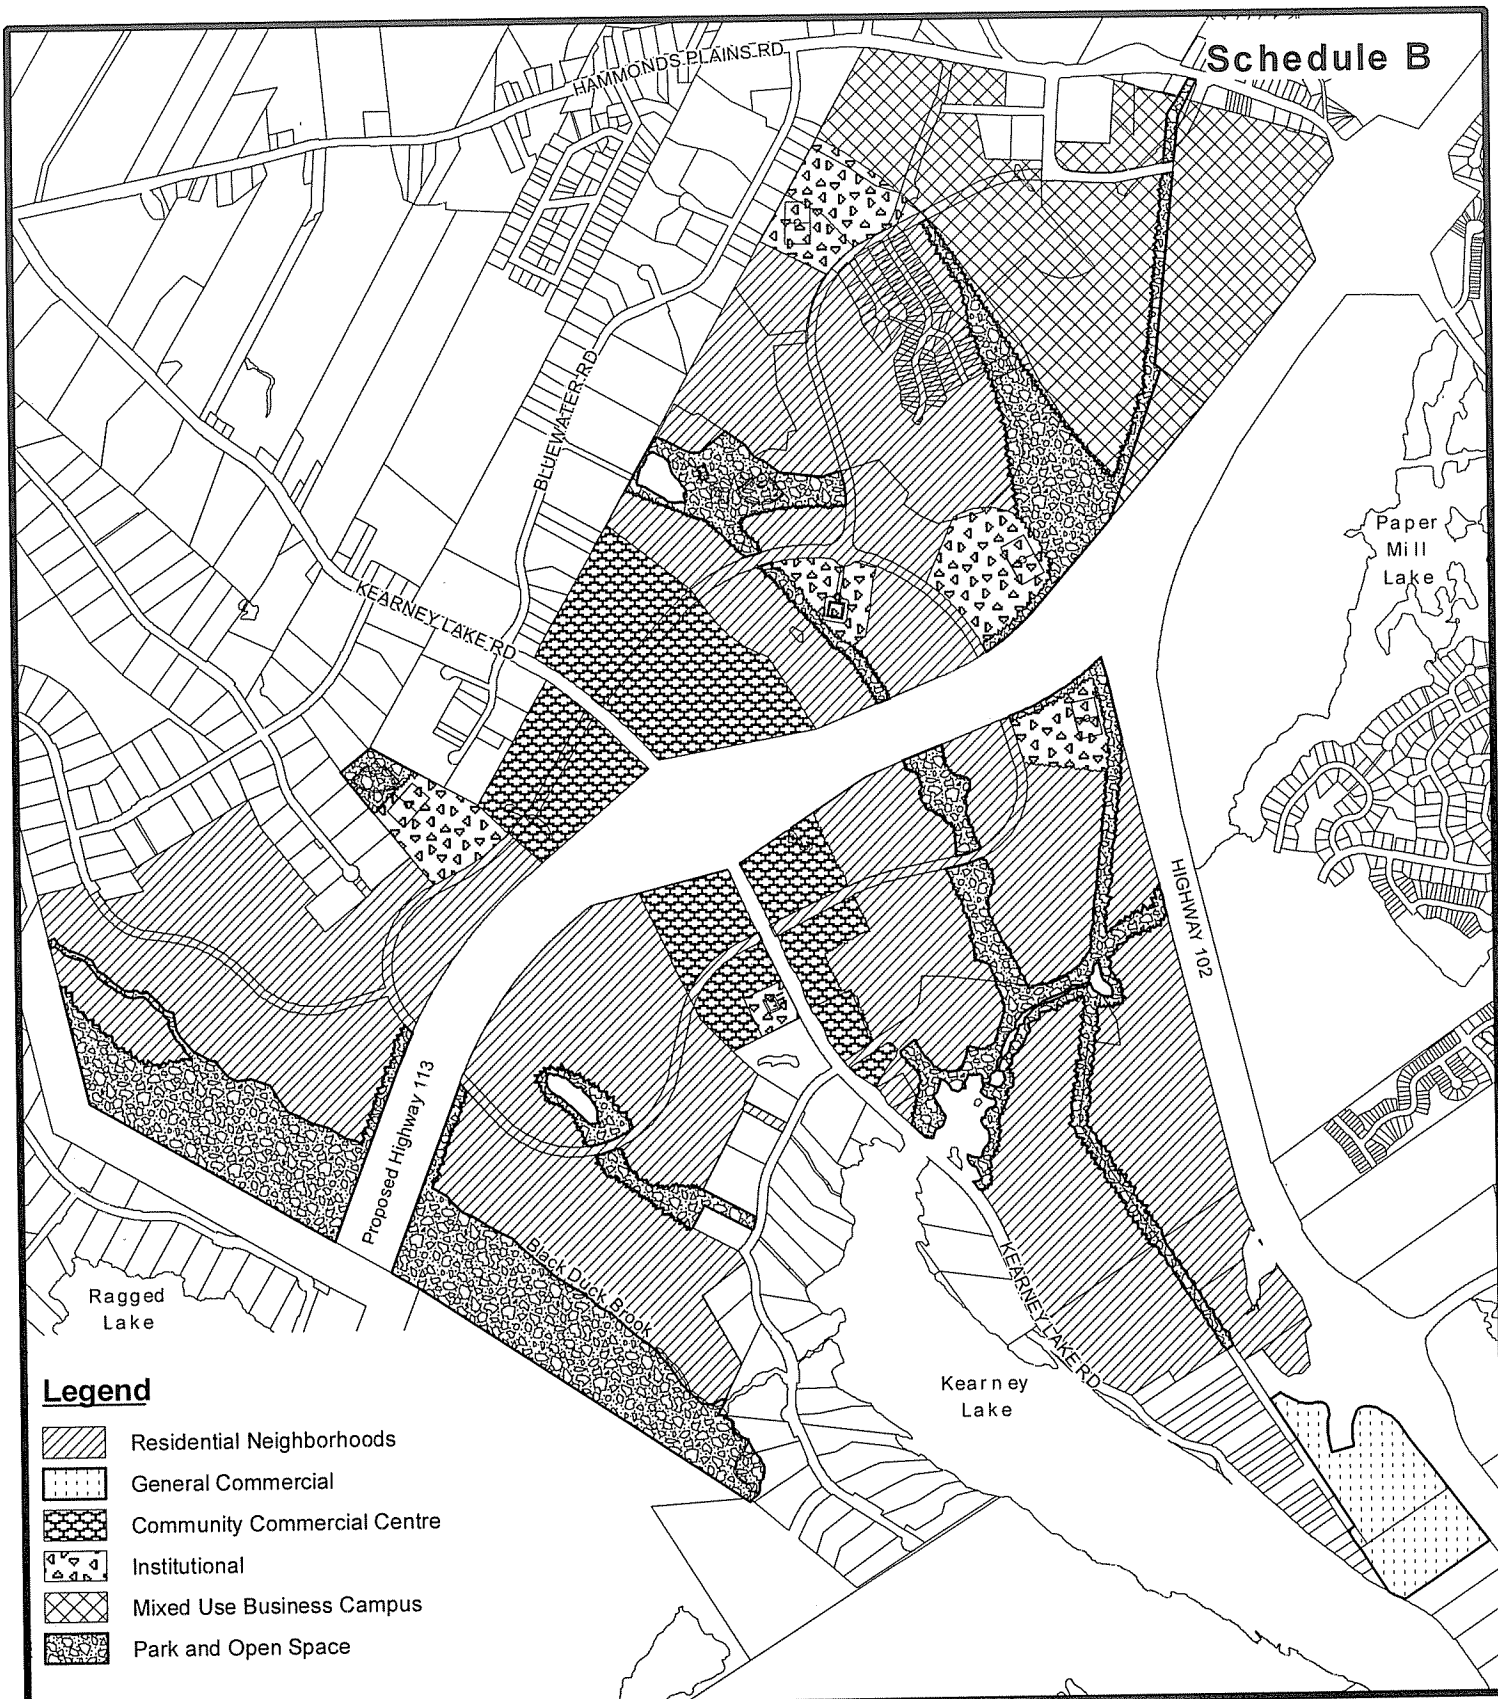 Schedule B
HAMMONDS PLAINS RD
BLUEWATER RD
Paper
Mill
Lake
KEARNEY LAKE RD
HIGHWAY 102
Proposed Highway 113
Black Duck Brook
KEARNEY LAKE RD
Ragged
Lake
Kearney
Lake
Legend
Residential Neighborhoods
General Commercial
Community Commercial Centre
Institutional
Mixed Use Business Campus
Park and Open Space